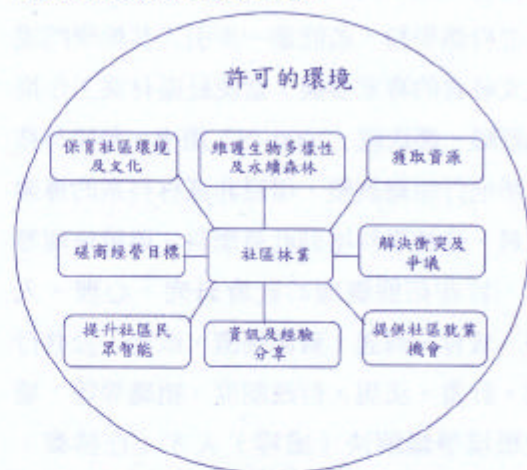 許可的環境
保育社區環境
及文化
維護生物多樣性
及永續森林
獲取資源
磋商經營目標
社區林業
解決衝突及
爭議
提升社區民
眾智能
資訊及經驗
分享
提供社區就業
機會